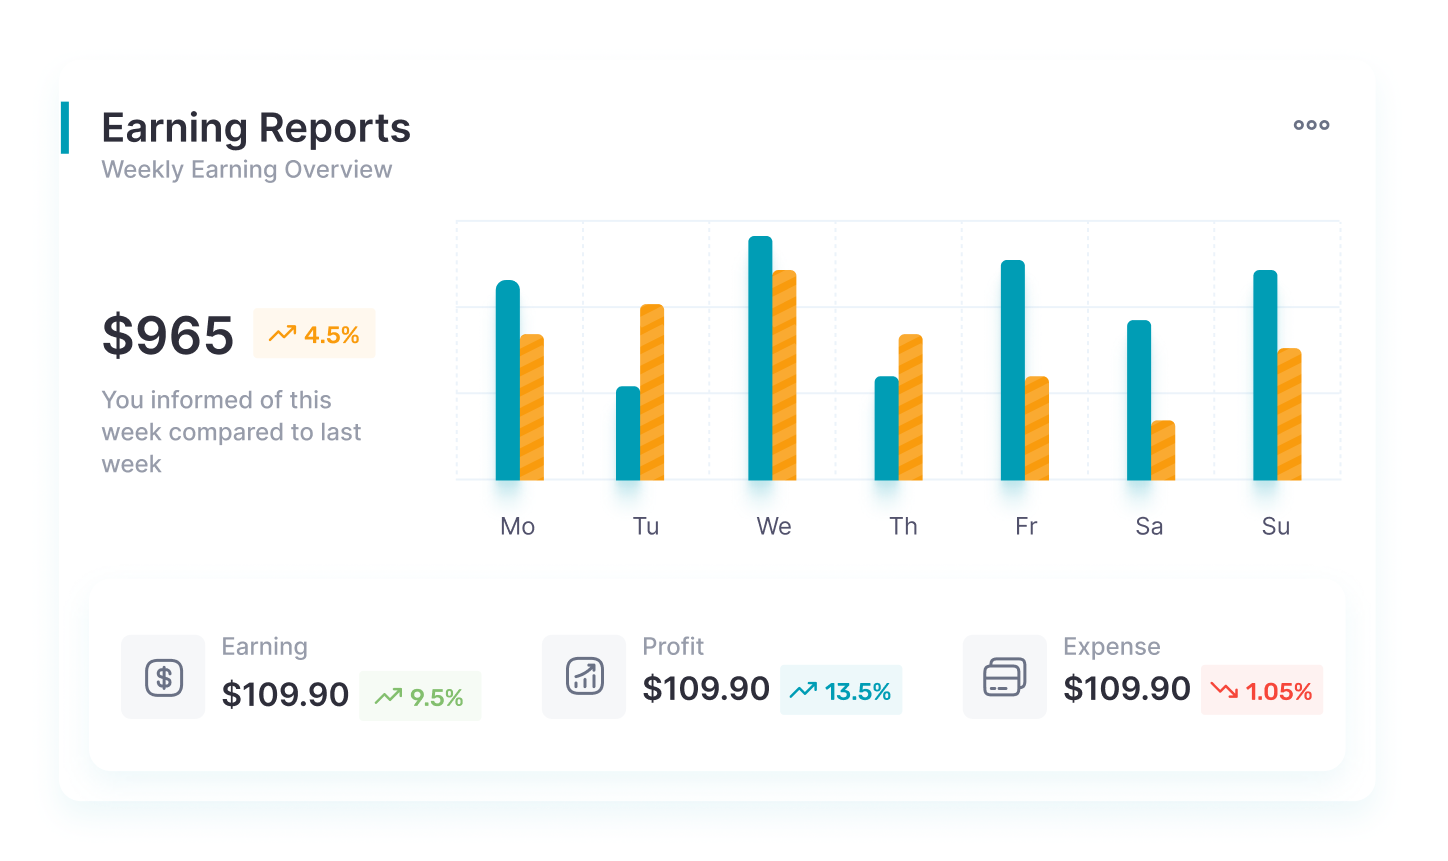 Earning Reports
Weekly Earning Overview
$965 4.5%
You informed of this
week compared to last
week
Mo Tu We Th Fr Sa Su
Earning
$109.90 9.5%
Profit
$109.90 13.5%
Expense
$109.90 1.05%